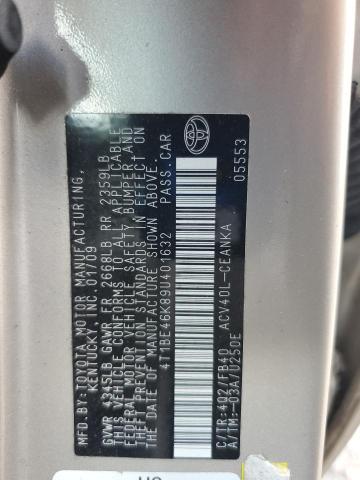 MFD.BY:TOYOTA MOTOR MANUFACTURING,
KENTUCKY, INC. 01/09
GVWR 4345LB GAWR FR 2668LB RR 2359LB
THIS VEHICLE CONFORMS TO ALL APPLICABLE
FEDERAL MOTOR VEHICLE SAFETY, BUMPER, AND
THEFT PREVENTION STANDARDS IN EFFECT ON
THE DATE OF MANUFACTURE SHOWN ABOVE.
4T1BE46K89U401632 PASS.CAR
C/TR:4Q2/FB40 ACV40L-CEANKA
A/TM:-03A/U250E 05553